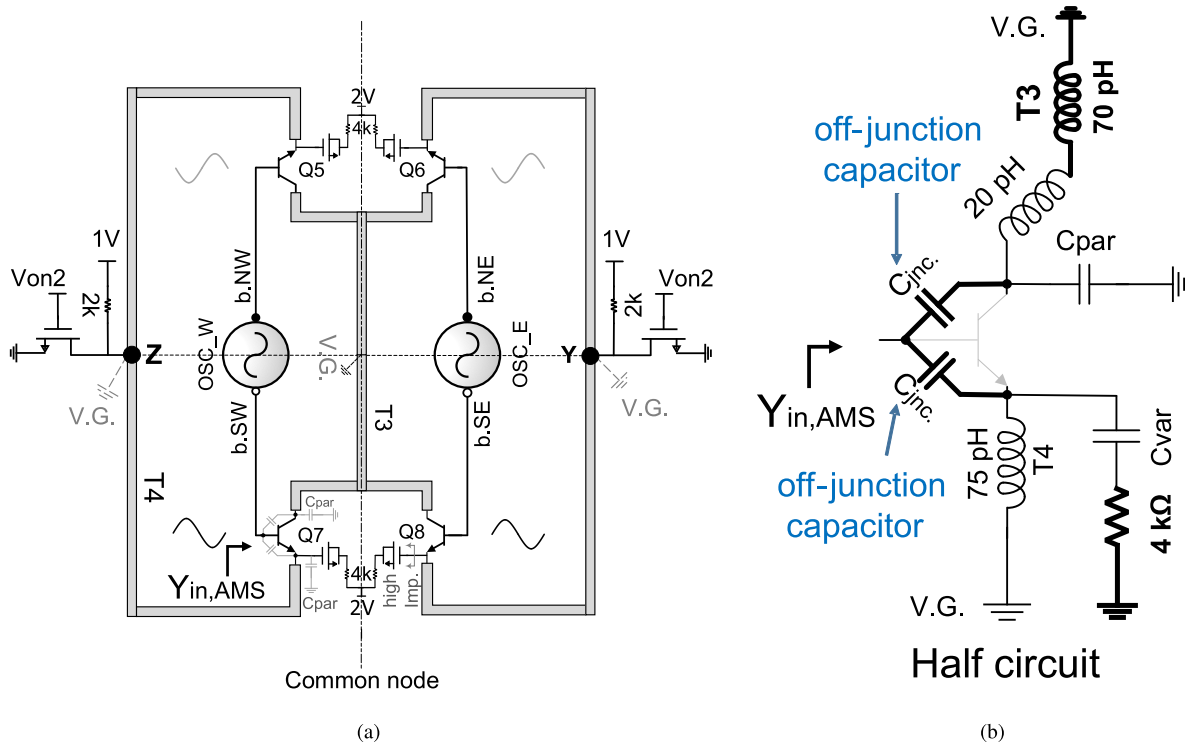 2V
4k
Q5
Q6
1V
Von2
2k
Z
V.G.
b.NW
OSC_W
b.SW
V.G.
T3
b.NE
OSC_E
b.SE
1V
Von2
2k
Y
V.G.
T4
Cpar
Q7
Q8
Yin,AMS
Cpar
4k
2V
high
Imp.
Common node
(a)
V.G.
T3
70 pH
off-junction
capacitor
20 pH
Cpar
Cjnc.
Yin,AMS
Cjnc.
off-junction
capacitor
75 pH
T4
Cvar
4 kΩ
V.G.
Half circuit
(b)